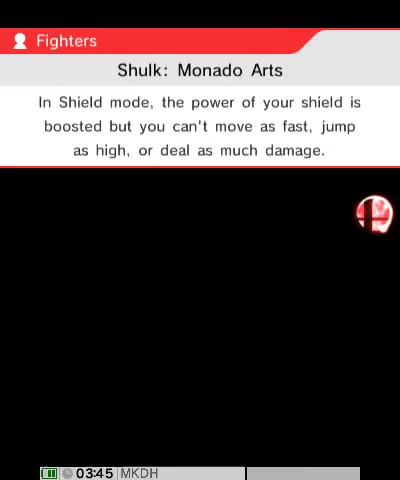 Fighters
Shulk: Monado Arts
In Shield mode, the power of your shield is
boosted but you can't move as fast, jump
as high, or deal as much damage.
03:45 MKDH